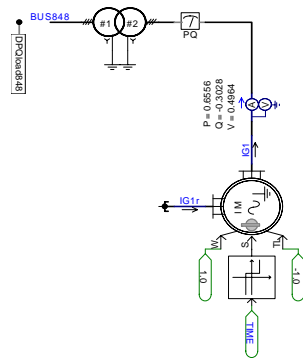 BUS848
#1
#2
PQ
DPQload848
P = 0.6556
Q = -0.3028
V = 0.4964
A
V
IG1
IG1r
I M
W
S
TL
1.0
-1.0
TIME